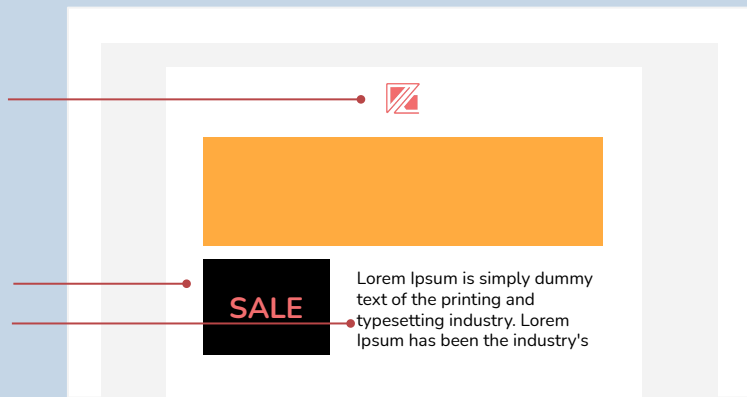 SALE
Lorem Ipsum is simply dummy
text of the printing and
typesetting industry. Lorem
Ipsum has been the industry's